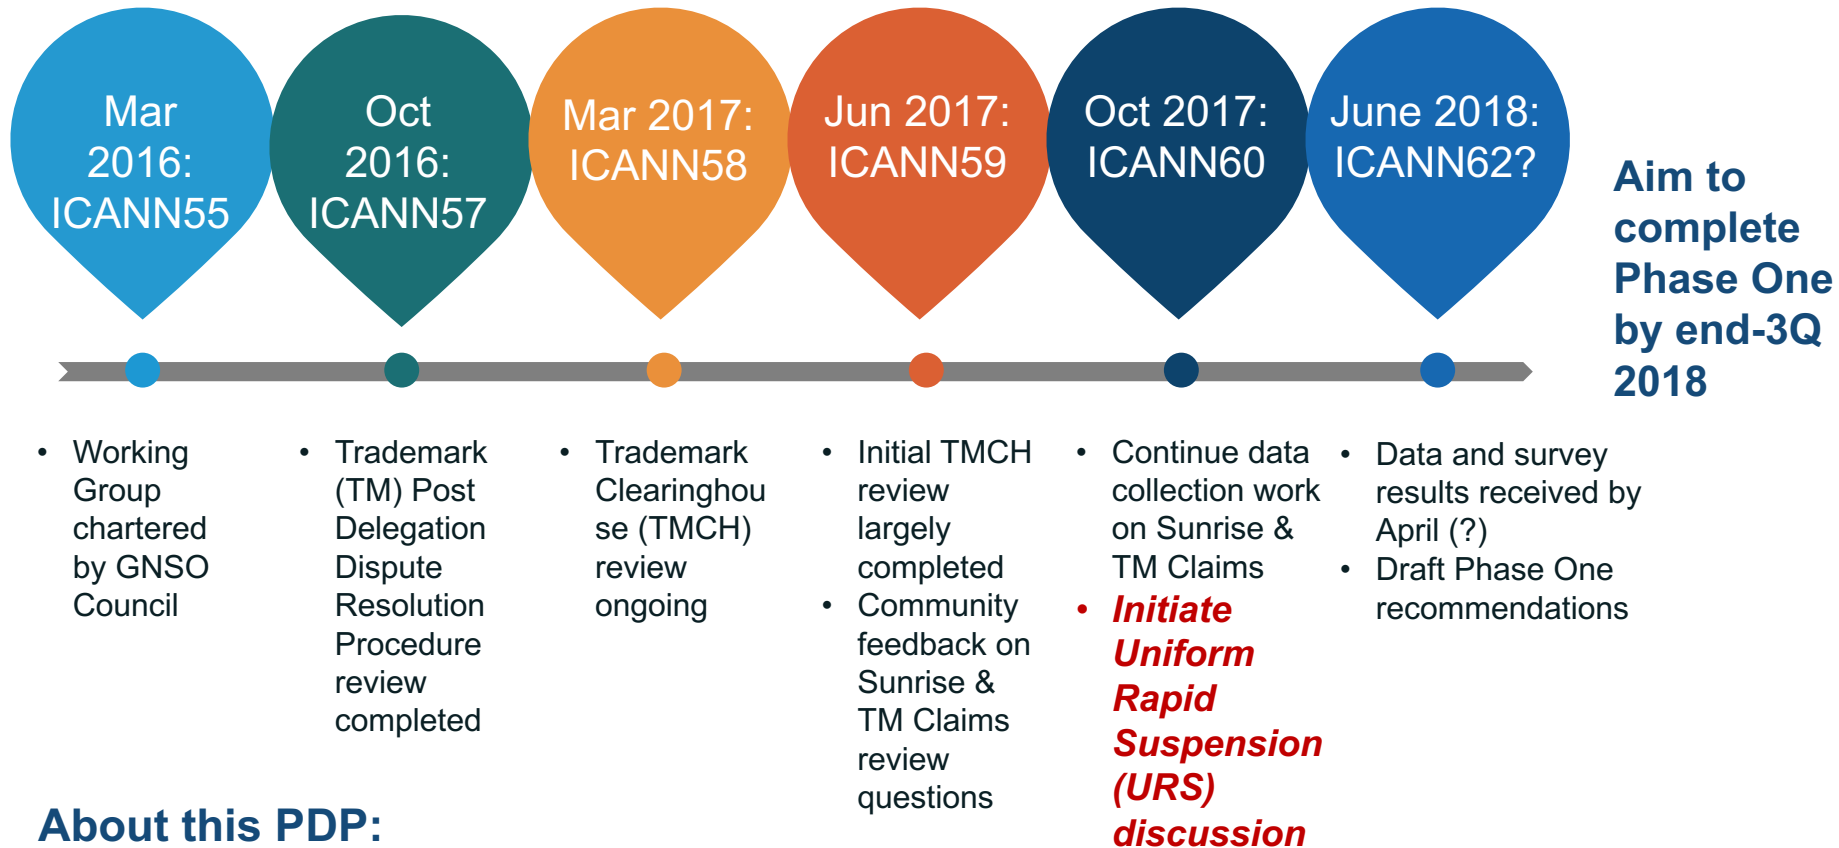 Mar
2016:
ICANN55
Oct
2016:
ICANN57
Mar 2017:
ICANN58
Jun 2017:
ICANN59
Oct 2017:
ICANN60
June 2018:
ICANN62?
Aim to
complete
Phase One
by end-3Q
2018
• Working
Group
chartered
by GNSO
Council
• Trademark
(TM) Post
Delegation
Dispute
Resolution
Procedure
review
completed
• Trademark
Clearinghou
se (TMCH)
review
ongoing
• Initial TMCH
review
largely
completed
• Community
feedback on
Sunrise &
TM Claims
review
questions
• Continue data
collection work
on Sunrise &
TM Claims
• Initiate
Uniform
Rapid
Suspension
(URS)
discussion
• Data and survey
results received by
April (?)
• Draft Phase One
recommendations
About this PDP: